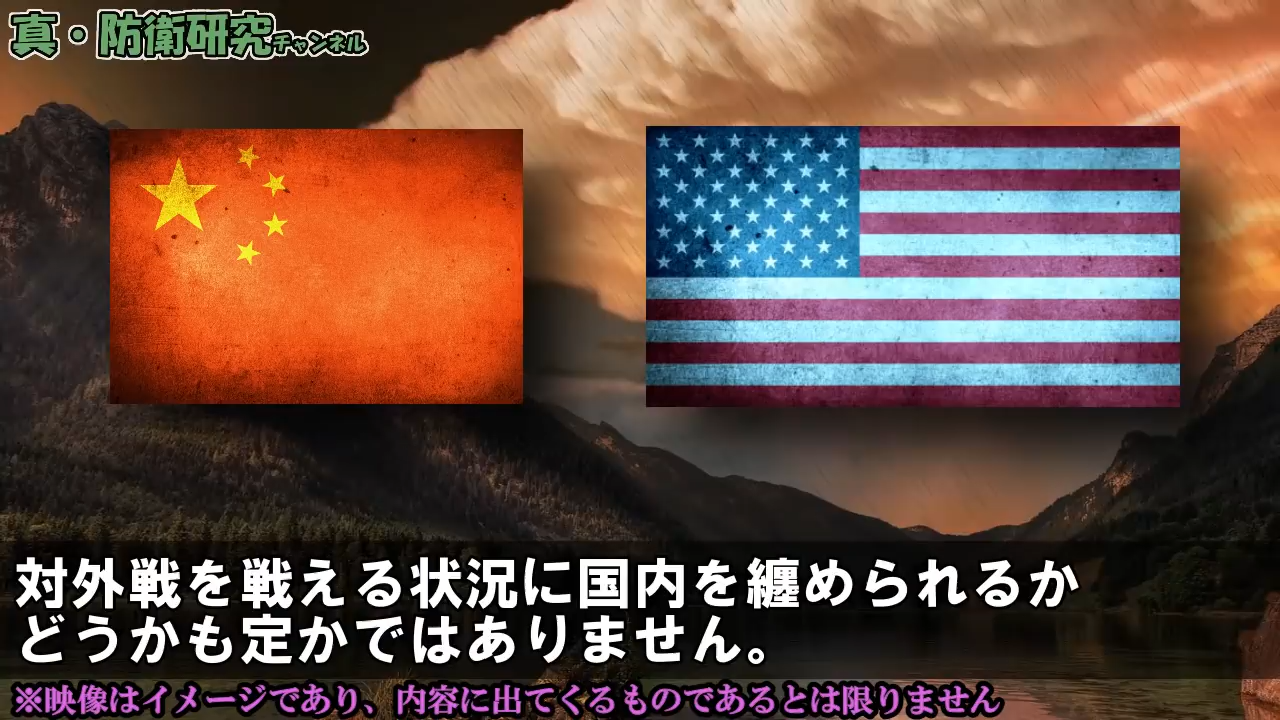 真・防衛研究チャンネル
対外戦を戦える状況に国内を纏められるか
どうかも定かではありません。
※映像はイメージであり、内容に出てくるものであるとは限りません